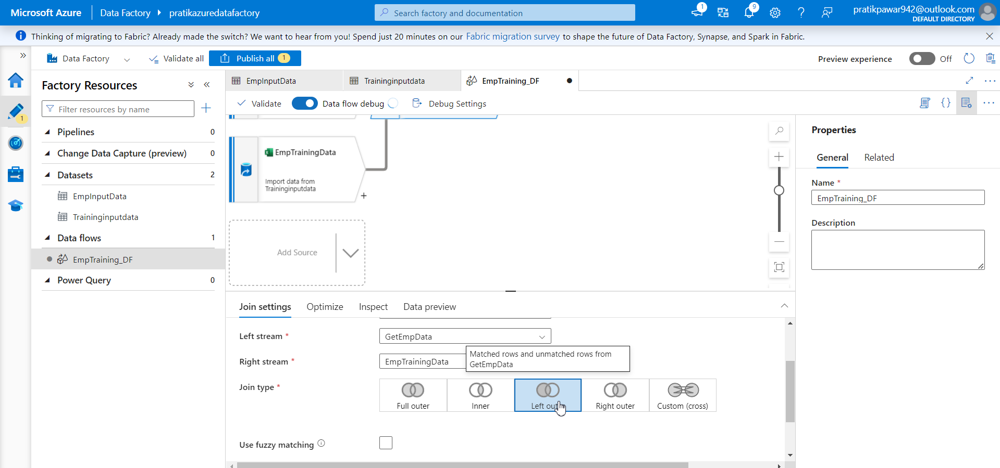 Microsoft Azure Data Factory pratikazuredatafactory
Search factory and documentation
1
9
pratikpawar942@outlook.com
DEFAULT DIRECTORY
Thinking of migrating to Fabric? Already made the switch? We want to hear from you! Spend just 20 minutes on our Fabric migration survey to shape the future of Data Factory, Synapse, and Spark in Fabric.
Data Factory
Validate all
Publish all 1
Preview experience
Off
Factory Resources
Filter resources by name
1
Pipelines 0
Change Data Capture (preview) 0
Datasets 2
EmpInputData
Traininginputdata
Data flows 1
EmpTraining_DF
Power Query 0
EmpInputData
Traininginputdata
EmpTraining_DF
Validate
Data flow debug
Debug Settings
EmpTrainingData
Import data from
Traininginputdata
Add Source
Join settings
Optimize
Inspect
Data preview
Left stream *
GetEmpData
Right stream *
EmpTrainingData
Matched rows and unmatched rows from
GetEmpData
Join type *
Full outer
Inner
Left out
Right outer
Custom (cross)
Use fuzzy matching
Properties
General
Related
Name *
EmpTraining_DF
Description